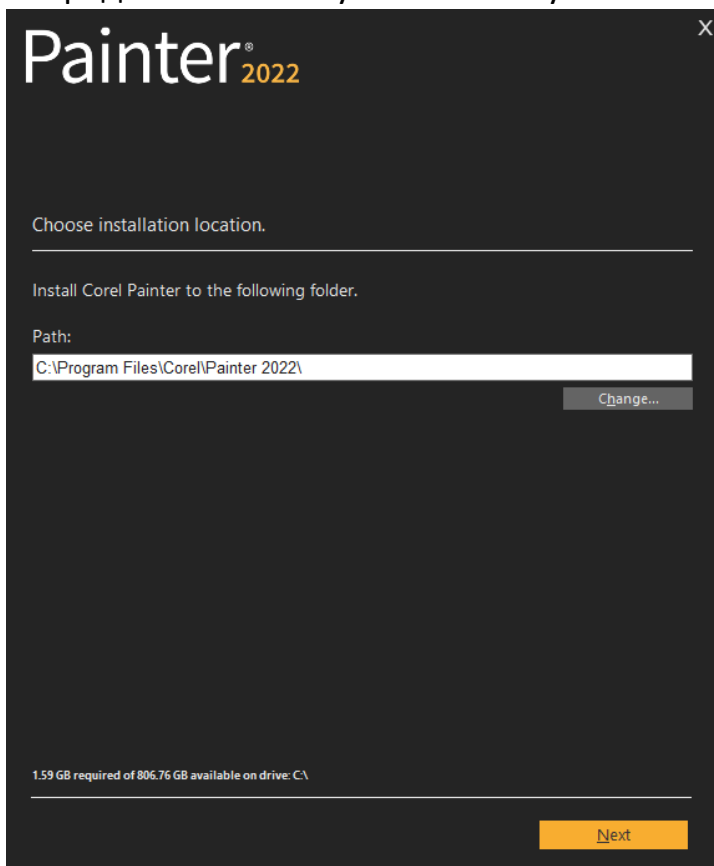 Painter® 2022
X
Choose installation location.
Install Corel Painter to the following folder.
Path:
C:\Program Files\Corel\Painter 2022\
Change...
1.59 GB required of 806.76 GB available on drive: C:\
Next